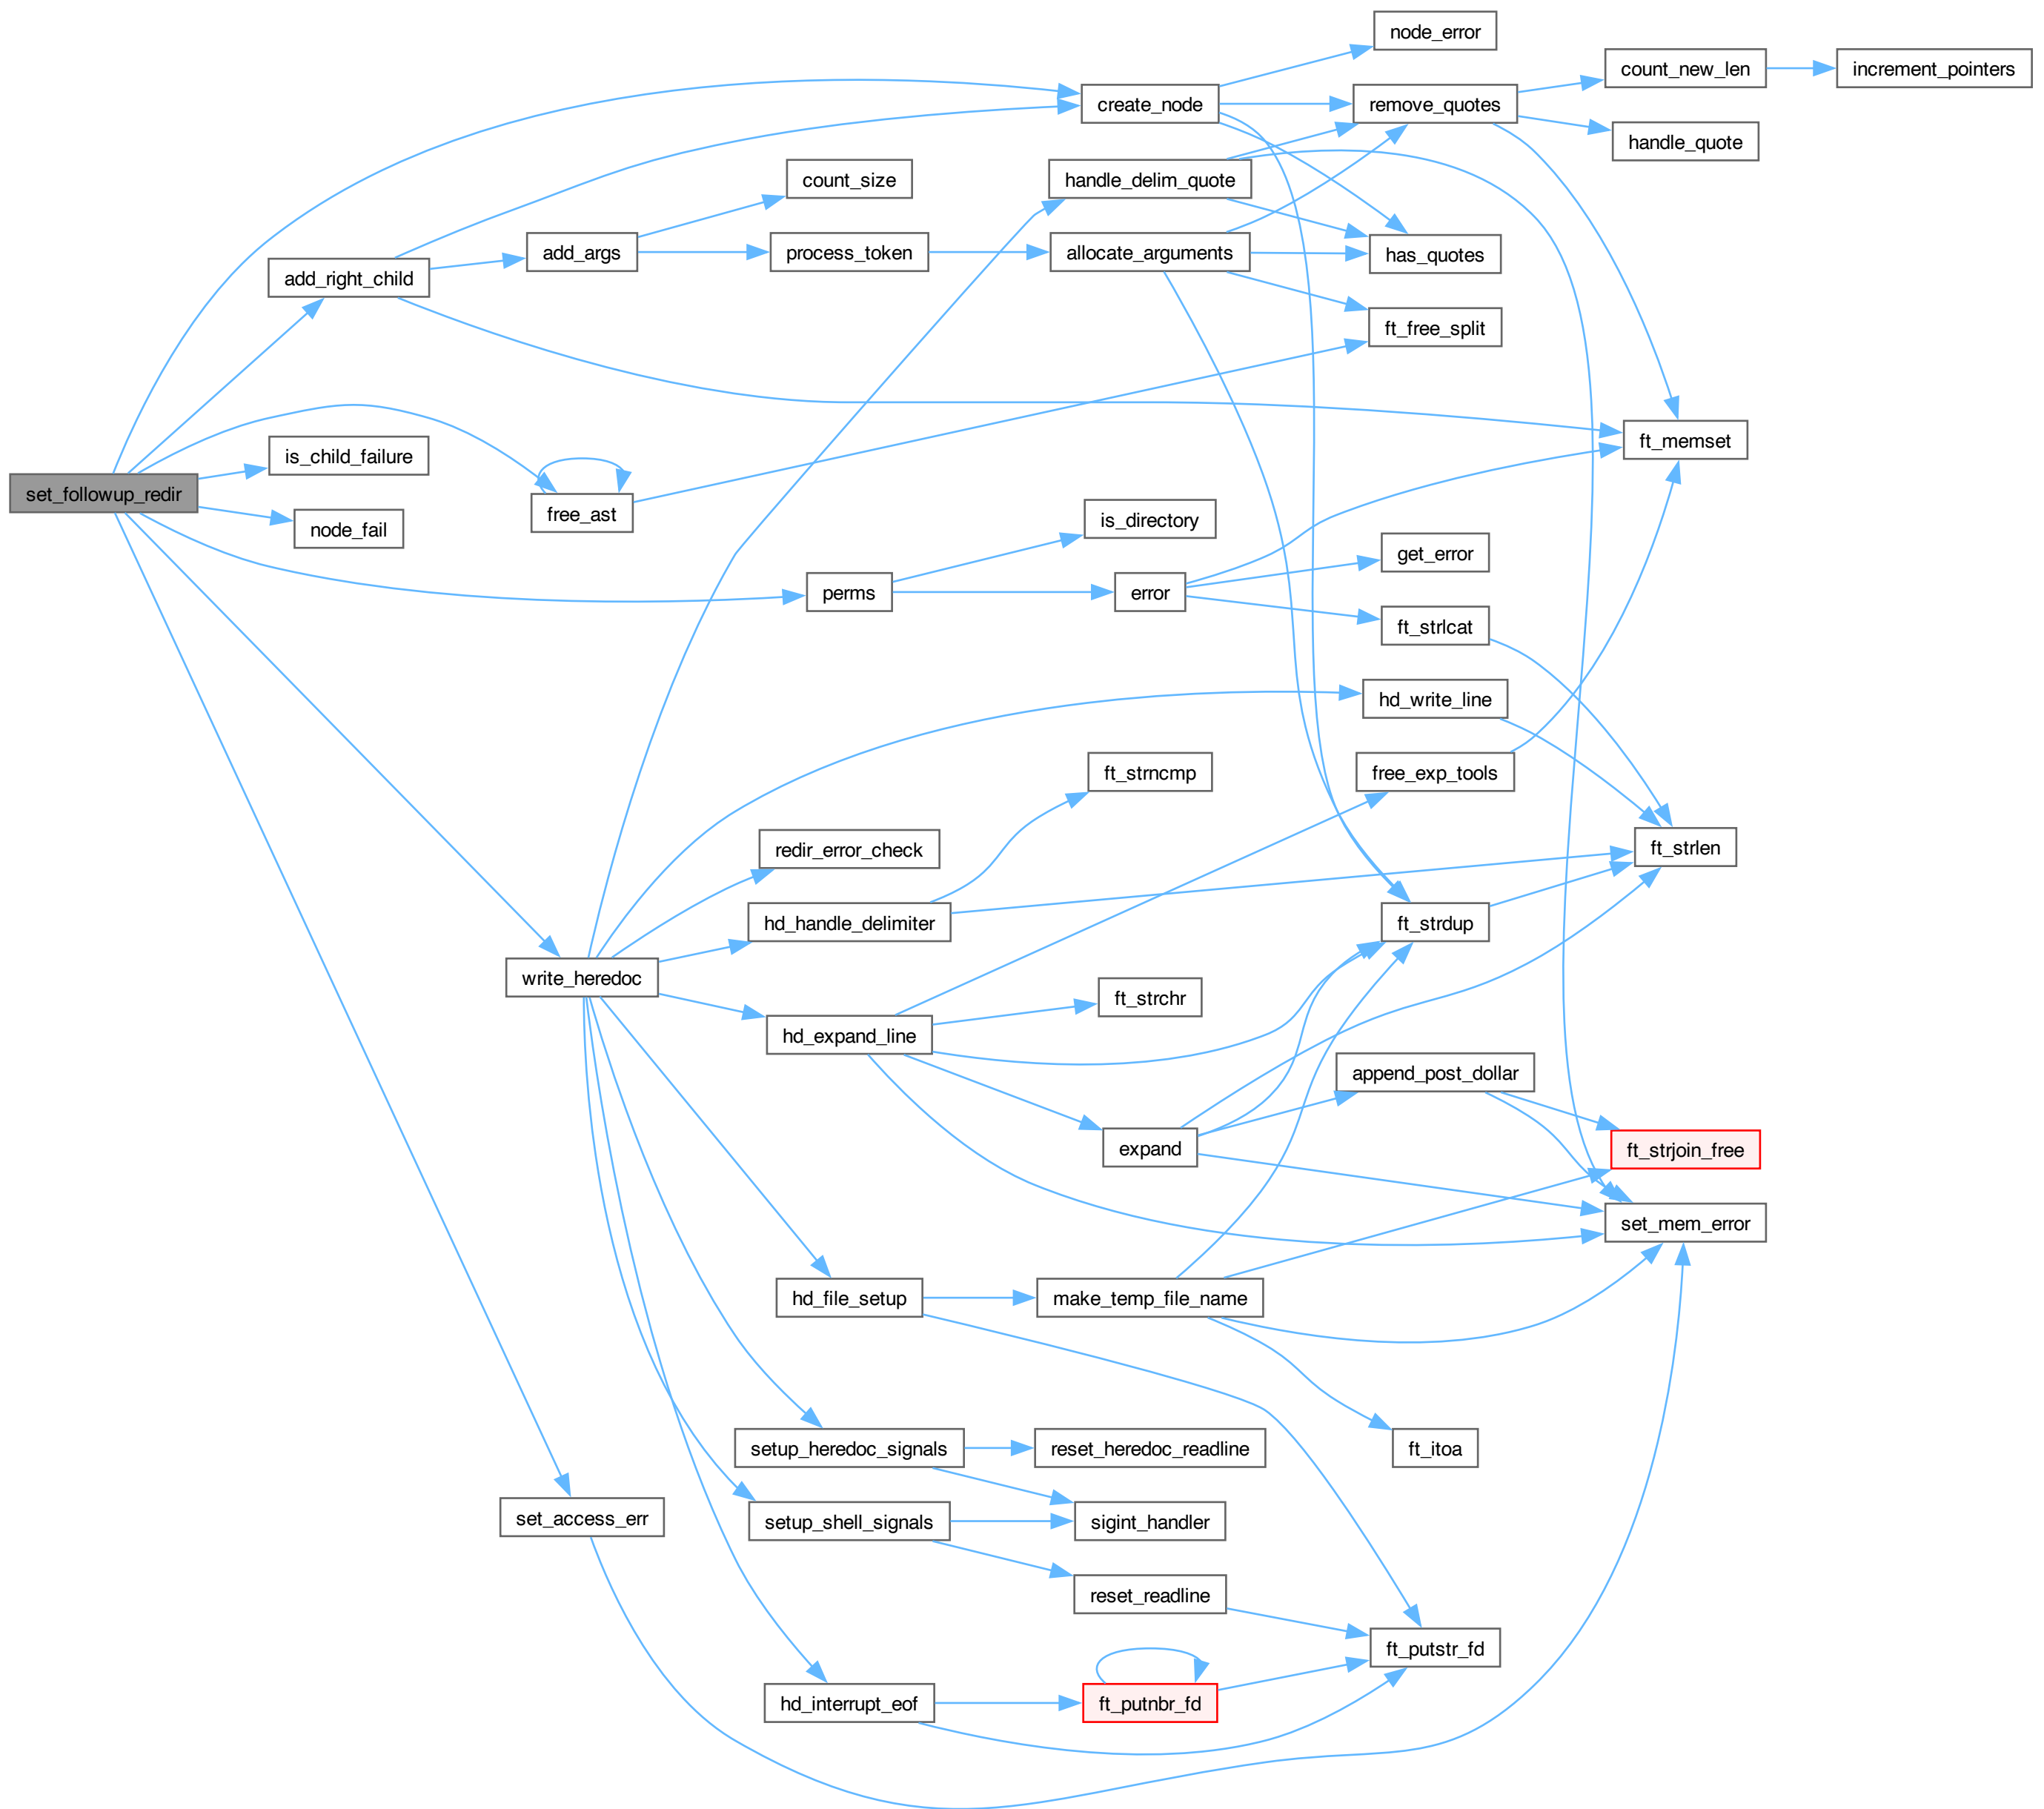 node_error
count_new_len
increment_pointers
create_node
remove_quotes
handle_quote
count_size
handle_delim_quote
add_args
process_token
allocate_arguments
has_quotes
add_right_child
ft_free_split
is_child_failure
ft_memset
set_followup_redir
free_ast
is_directory
node_fail
get_error
perms
error
ft_strlcat
hd_write_line
ft_strncmp
free_exp_tools
redir_error_check
ft_strlen
hd_handle_delimiter
ft_strdup
write_heredoc
ft_strchr
hd_expand_line
append_post_dollar
expand
ft_strjoin_free
set_mem_error
hd_file_setup
make_temp_file_name
setup_heredoc_signals
reset_heredoc_readline
ft_itoa
set_access_err
setup_shell_signals
sigint_handler
reset_readline
ft_putstr_fd
hd_interrupt_eof
ft_putnbr_fd